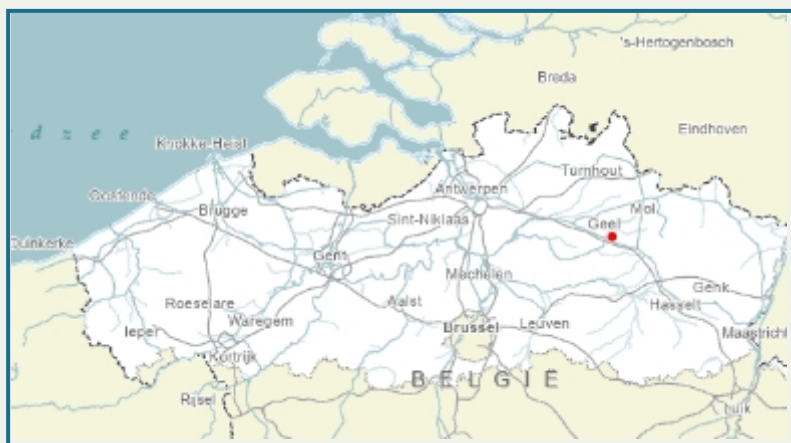 's-Hertogenbosch
Breda
d z e e
Eindhoven
Knokke-Heist
Turnhout
Antwerpen
Oostende
Mol
Brugge
Sint-Niklaas
Geel
Duinkerke
Gent
Mechelen
Genk
Roeselare
Aalst
Hasselt
Waregem
Ieper
Brussel
Leuven
Maastricht
Kortrijk
BELGIË
Rijsel
Luik